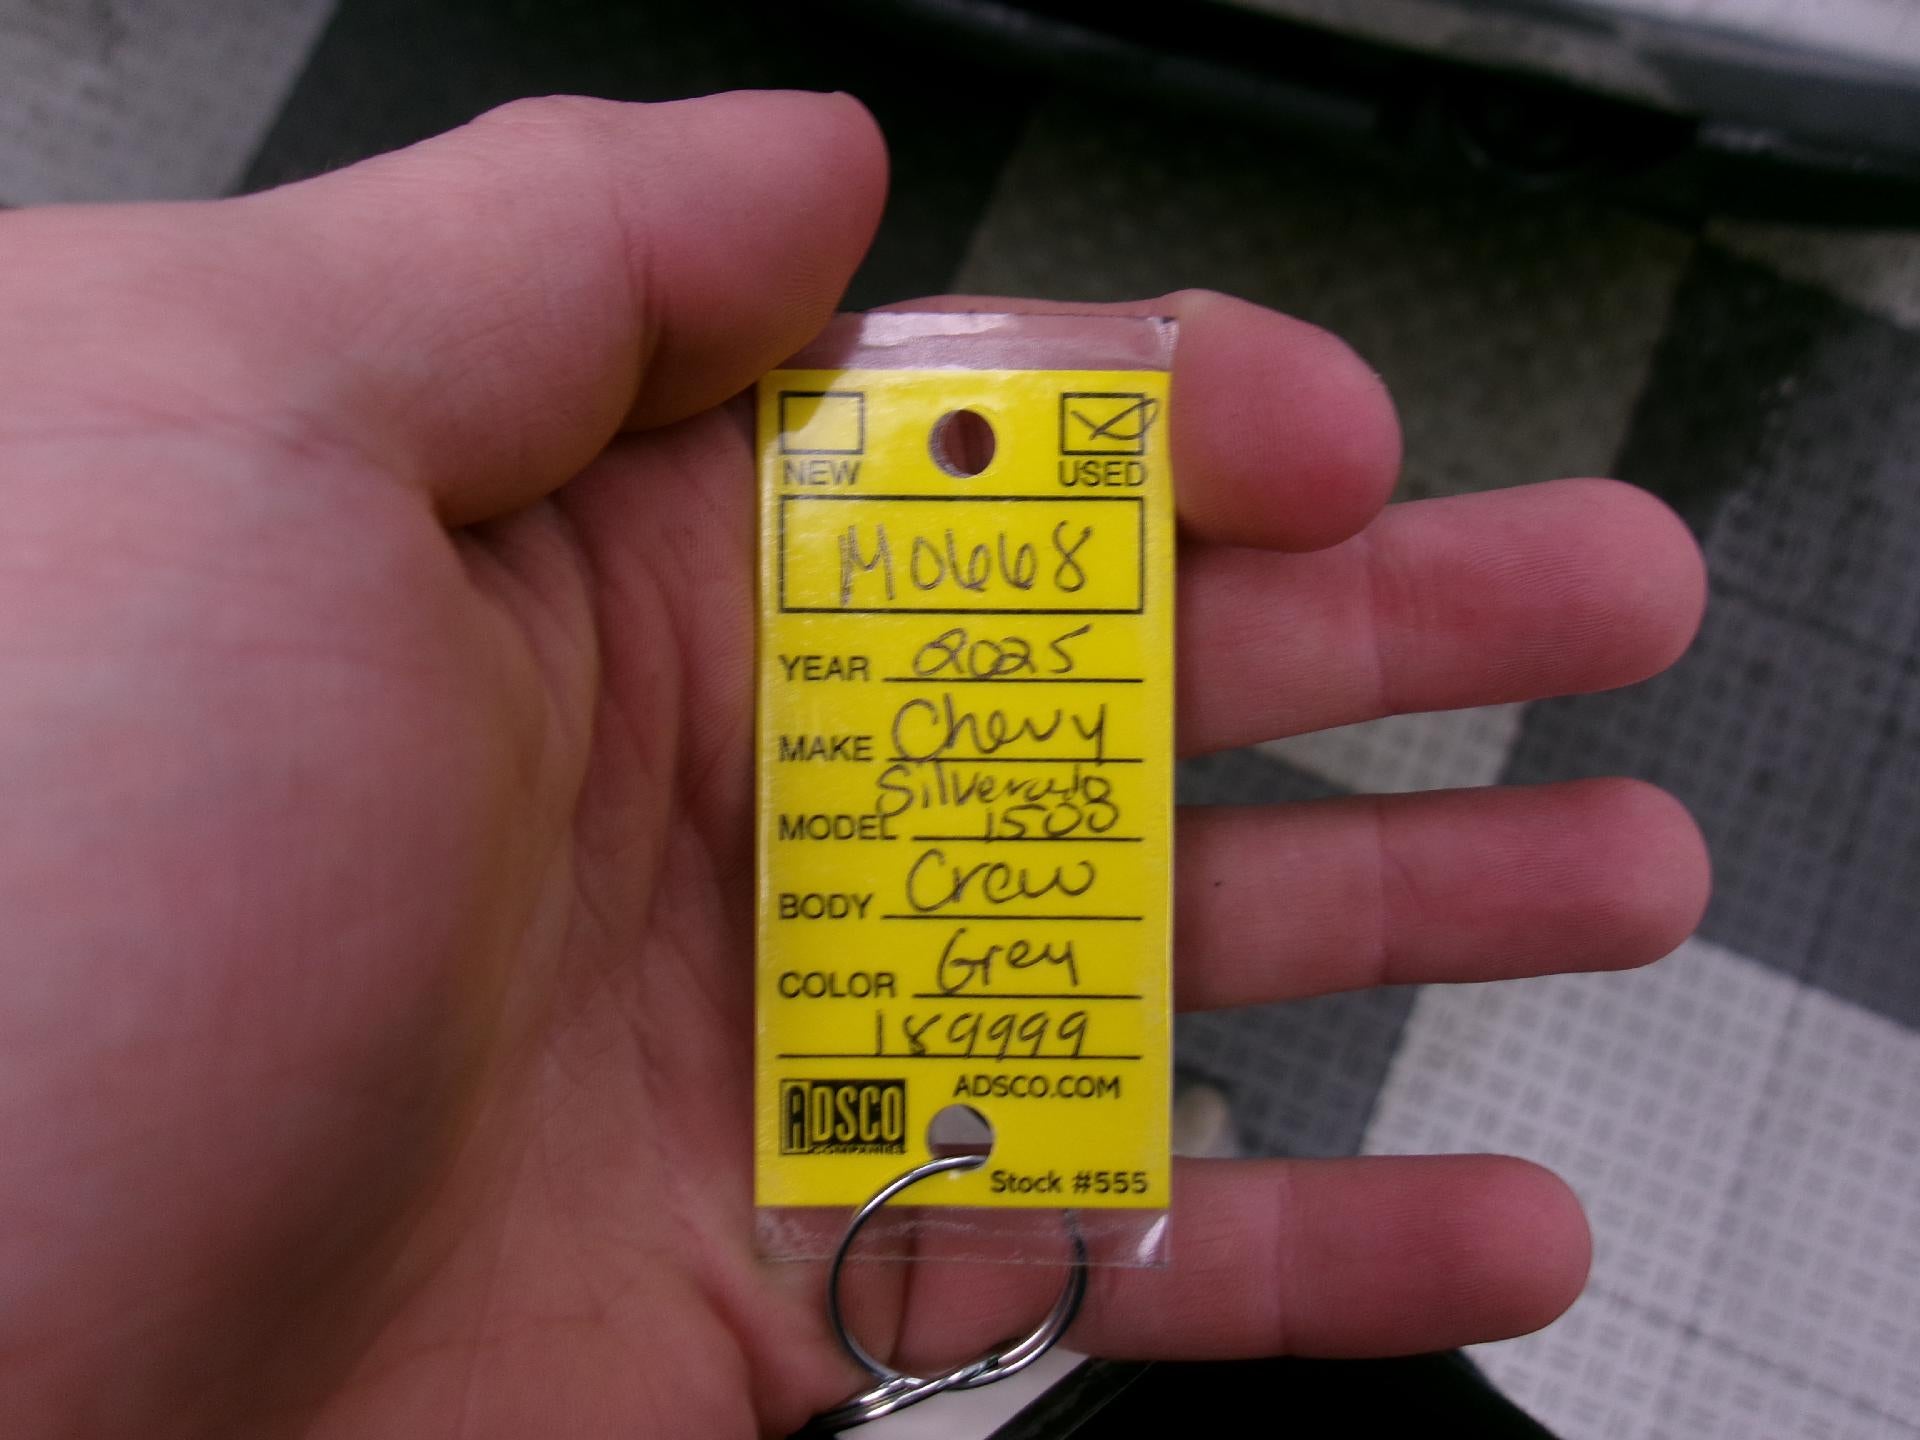 NEW USED
M0668
YEAR 2025
MAKE Chevy
Silverado
MODEL 1500
BODY Crew
COLOR Grey
189999
ADSCO COMPANIES ADSCO.COM
Stock #555